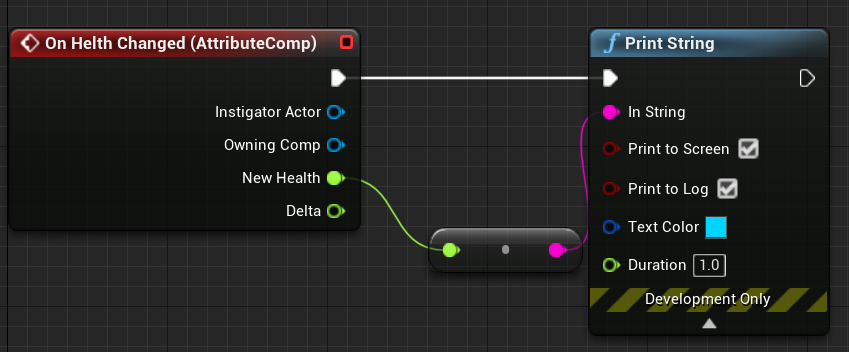 On Helth Changed (AttributeComp)
Print String
Instigator Actor
In String
Owning Comp
Print to Screen
New Health
Print to Log
Delta
Text Color
Duration 1.0
Development Only